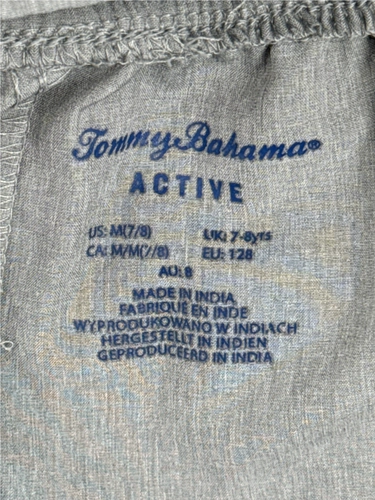 Tommy Bahama®
ACTIVE
US: M(7/8) UK: 7-8yrs
CA: M/M(7/8) EU: 128
AU: 8
MADE IN INDIA
FABRIQUÉ EN INDE
WYPRODUKOWANO W INDIACH
HERGESTELLT IN INDIEN
GEPRODUCEERD IN INDIA